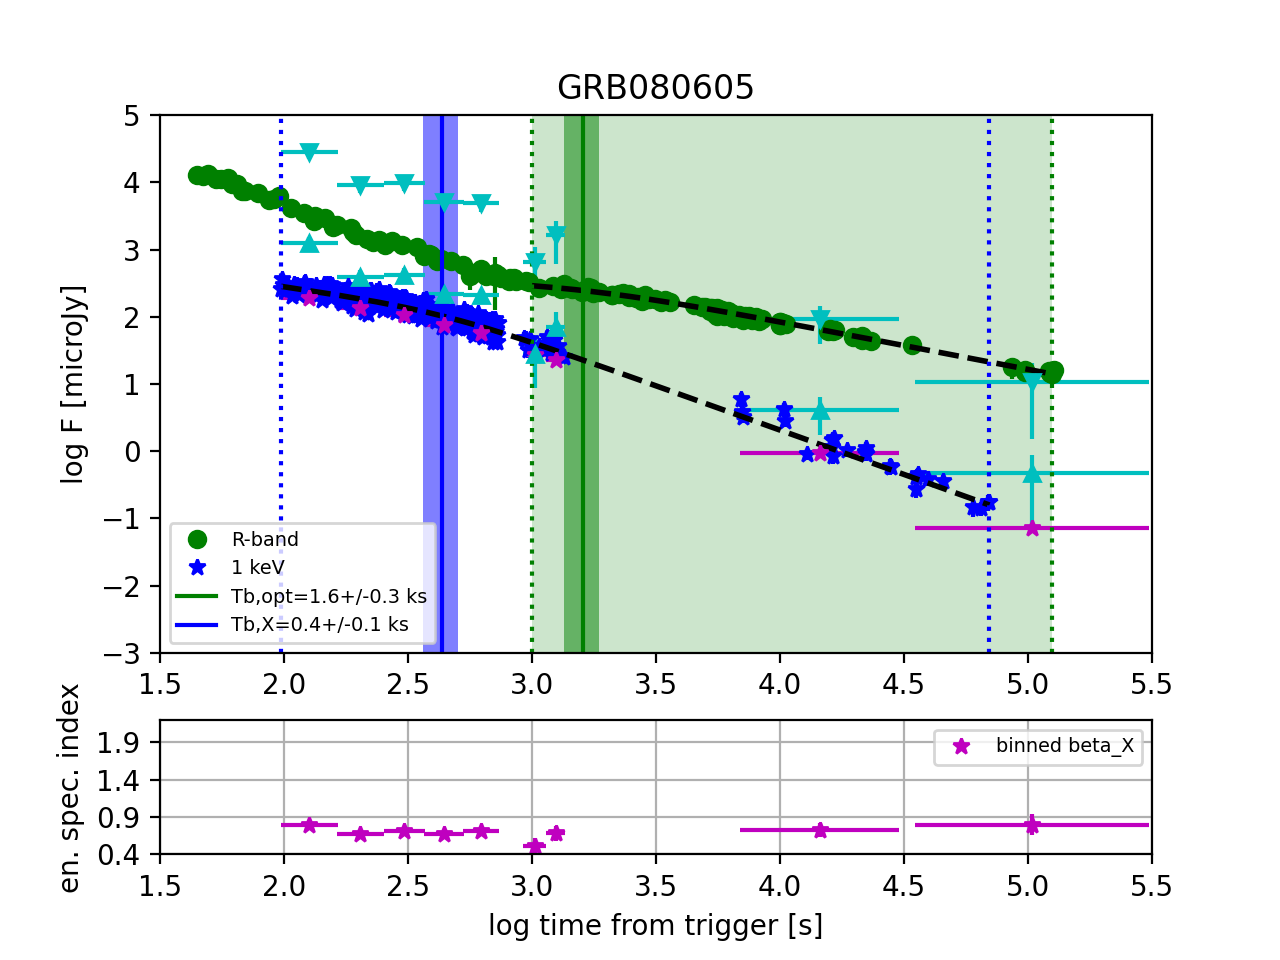 GRB080605
log F [microJy]
5
4
3
2
1
0
−1
−2
−3
R-band
1 keV
Tb,opt=1.6+/-0.3 ks
Tb,X=0.4+/-0.1 ks
1.5 2.0 2.5 3.0 3.5 4.0 4.5 5.0 5.5
en. spec. index
1.9
1.4
0.9
0.4
binned beta_X
1.5 2.0 2.5 3.0 3.5 4.0 4.5 5.0 5.5
log time from trigger [s]